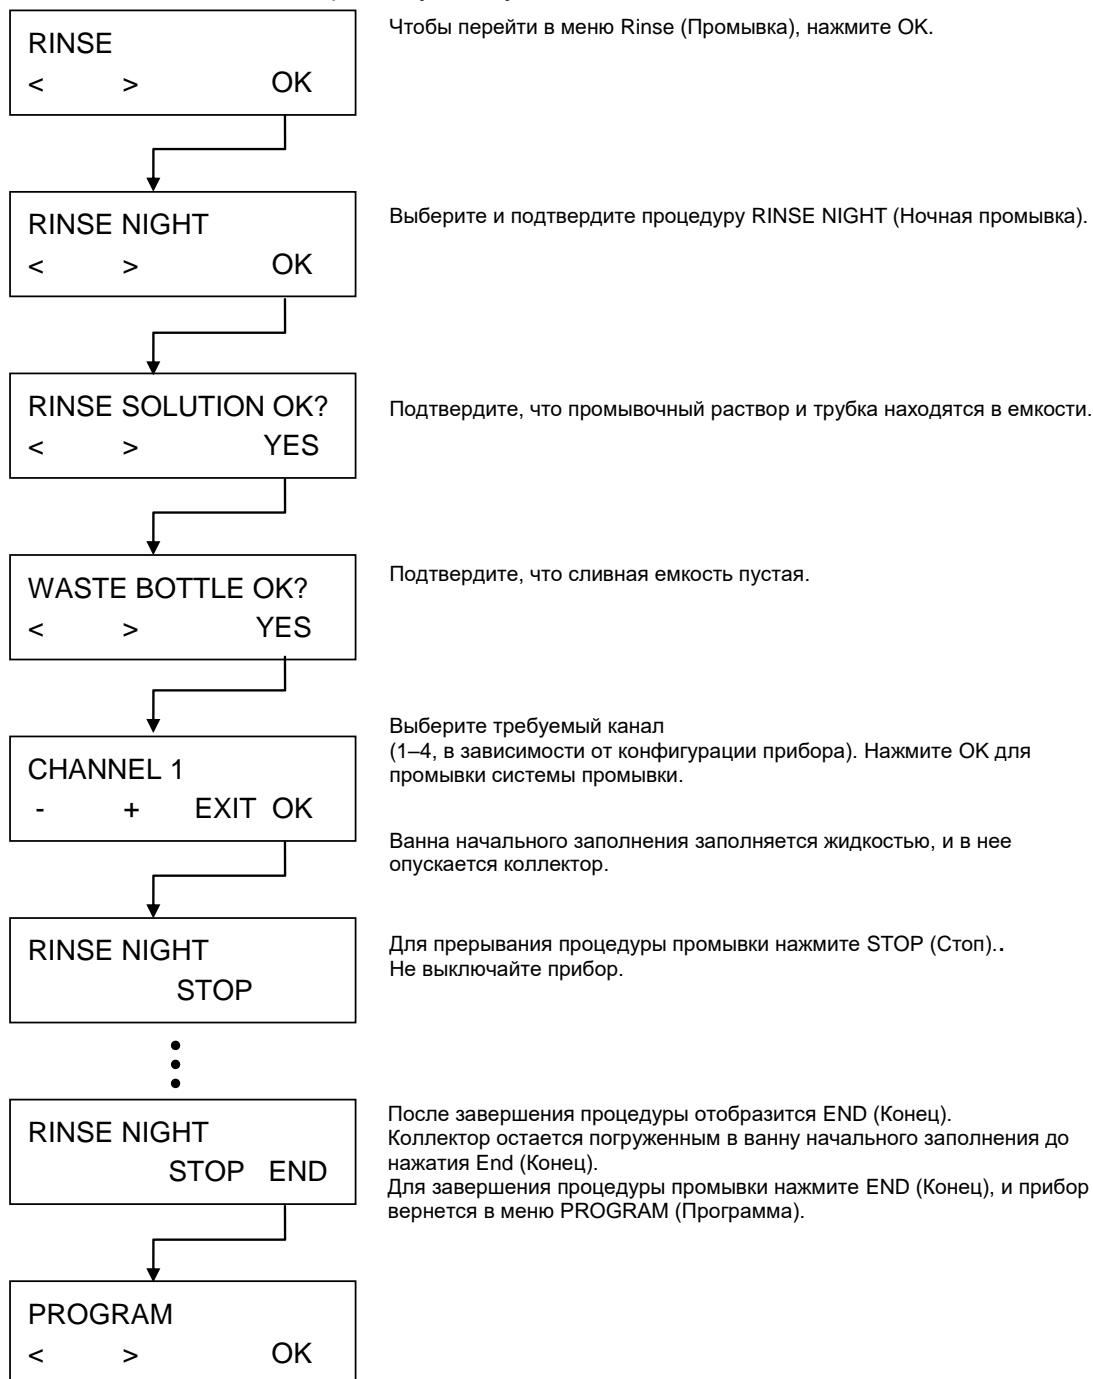 RINSE
< > OK
Чтобы перейти в меню Rinse (Промывка), нажмите OK.
RINSE NIGHT
< > OK
Выберите и подтвердите процедуру RINSE NIGHT (Ночная промывка).
RINSE SOLUTION OK?
< > YES
Подтвердите, что промывочный раствор и трубка находятся в емкости.
WASTE BOTTLE OK?
< > YES
Подтвердите, что сливная емкость пустая.
CHANNEL 1
- + EXIT OK
Выберите требуемый канал
(1–4, в зависимости от конфигурации прибора). Нажмите OK для
промывки системы промывки.
Ванна начального заполнения заполняется жидкостью, и в нее
опускается коллектор.
RINSE NIGHT
STOP
Для прерывания процедуры промывки нажмите STOP (Стоп)..
Не выключайте прибор.
RINSE NIGHT
STOP END
После завершения процедуры отобразится END (Конец).
Коллектор остается погруженным в ванну начального заполнения до
нажатия End (Конец).
Для завершения процедуры промывки нажмите END (Конец), и прибор
вернется в меню PROGRAM (Программа).
PROGRAM
< > OK